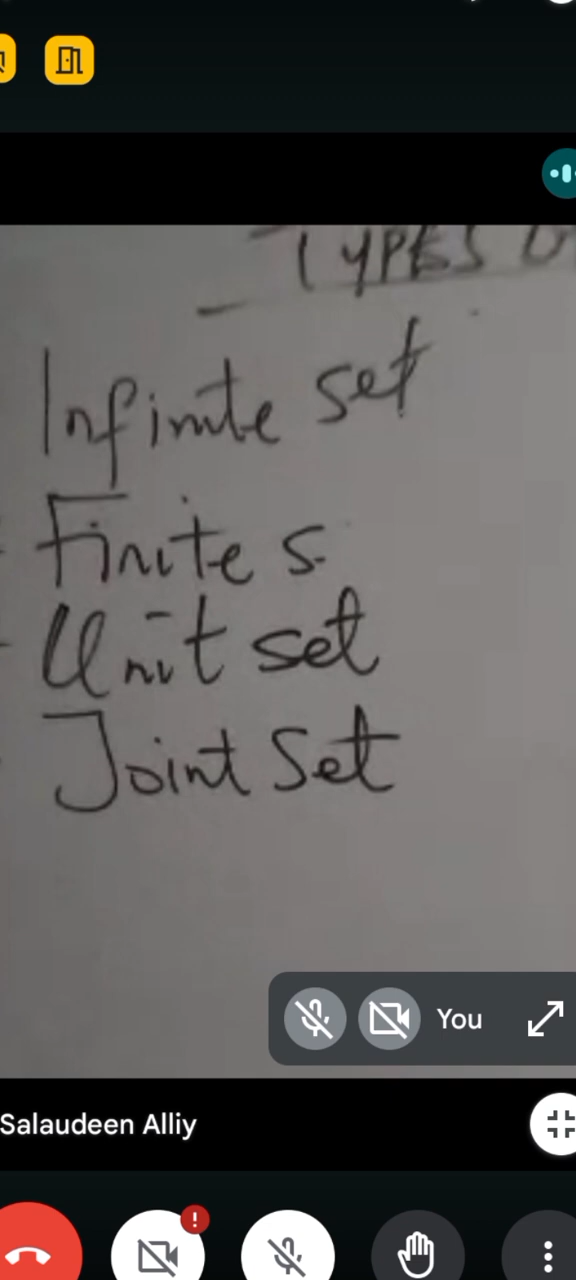 TYPES O
Infinite set
Finite s.
Unit set
Joint Set
You
Salaudeen Alliy
!